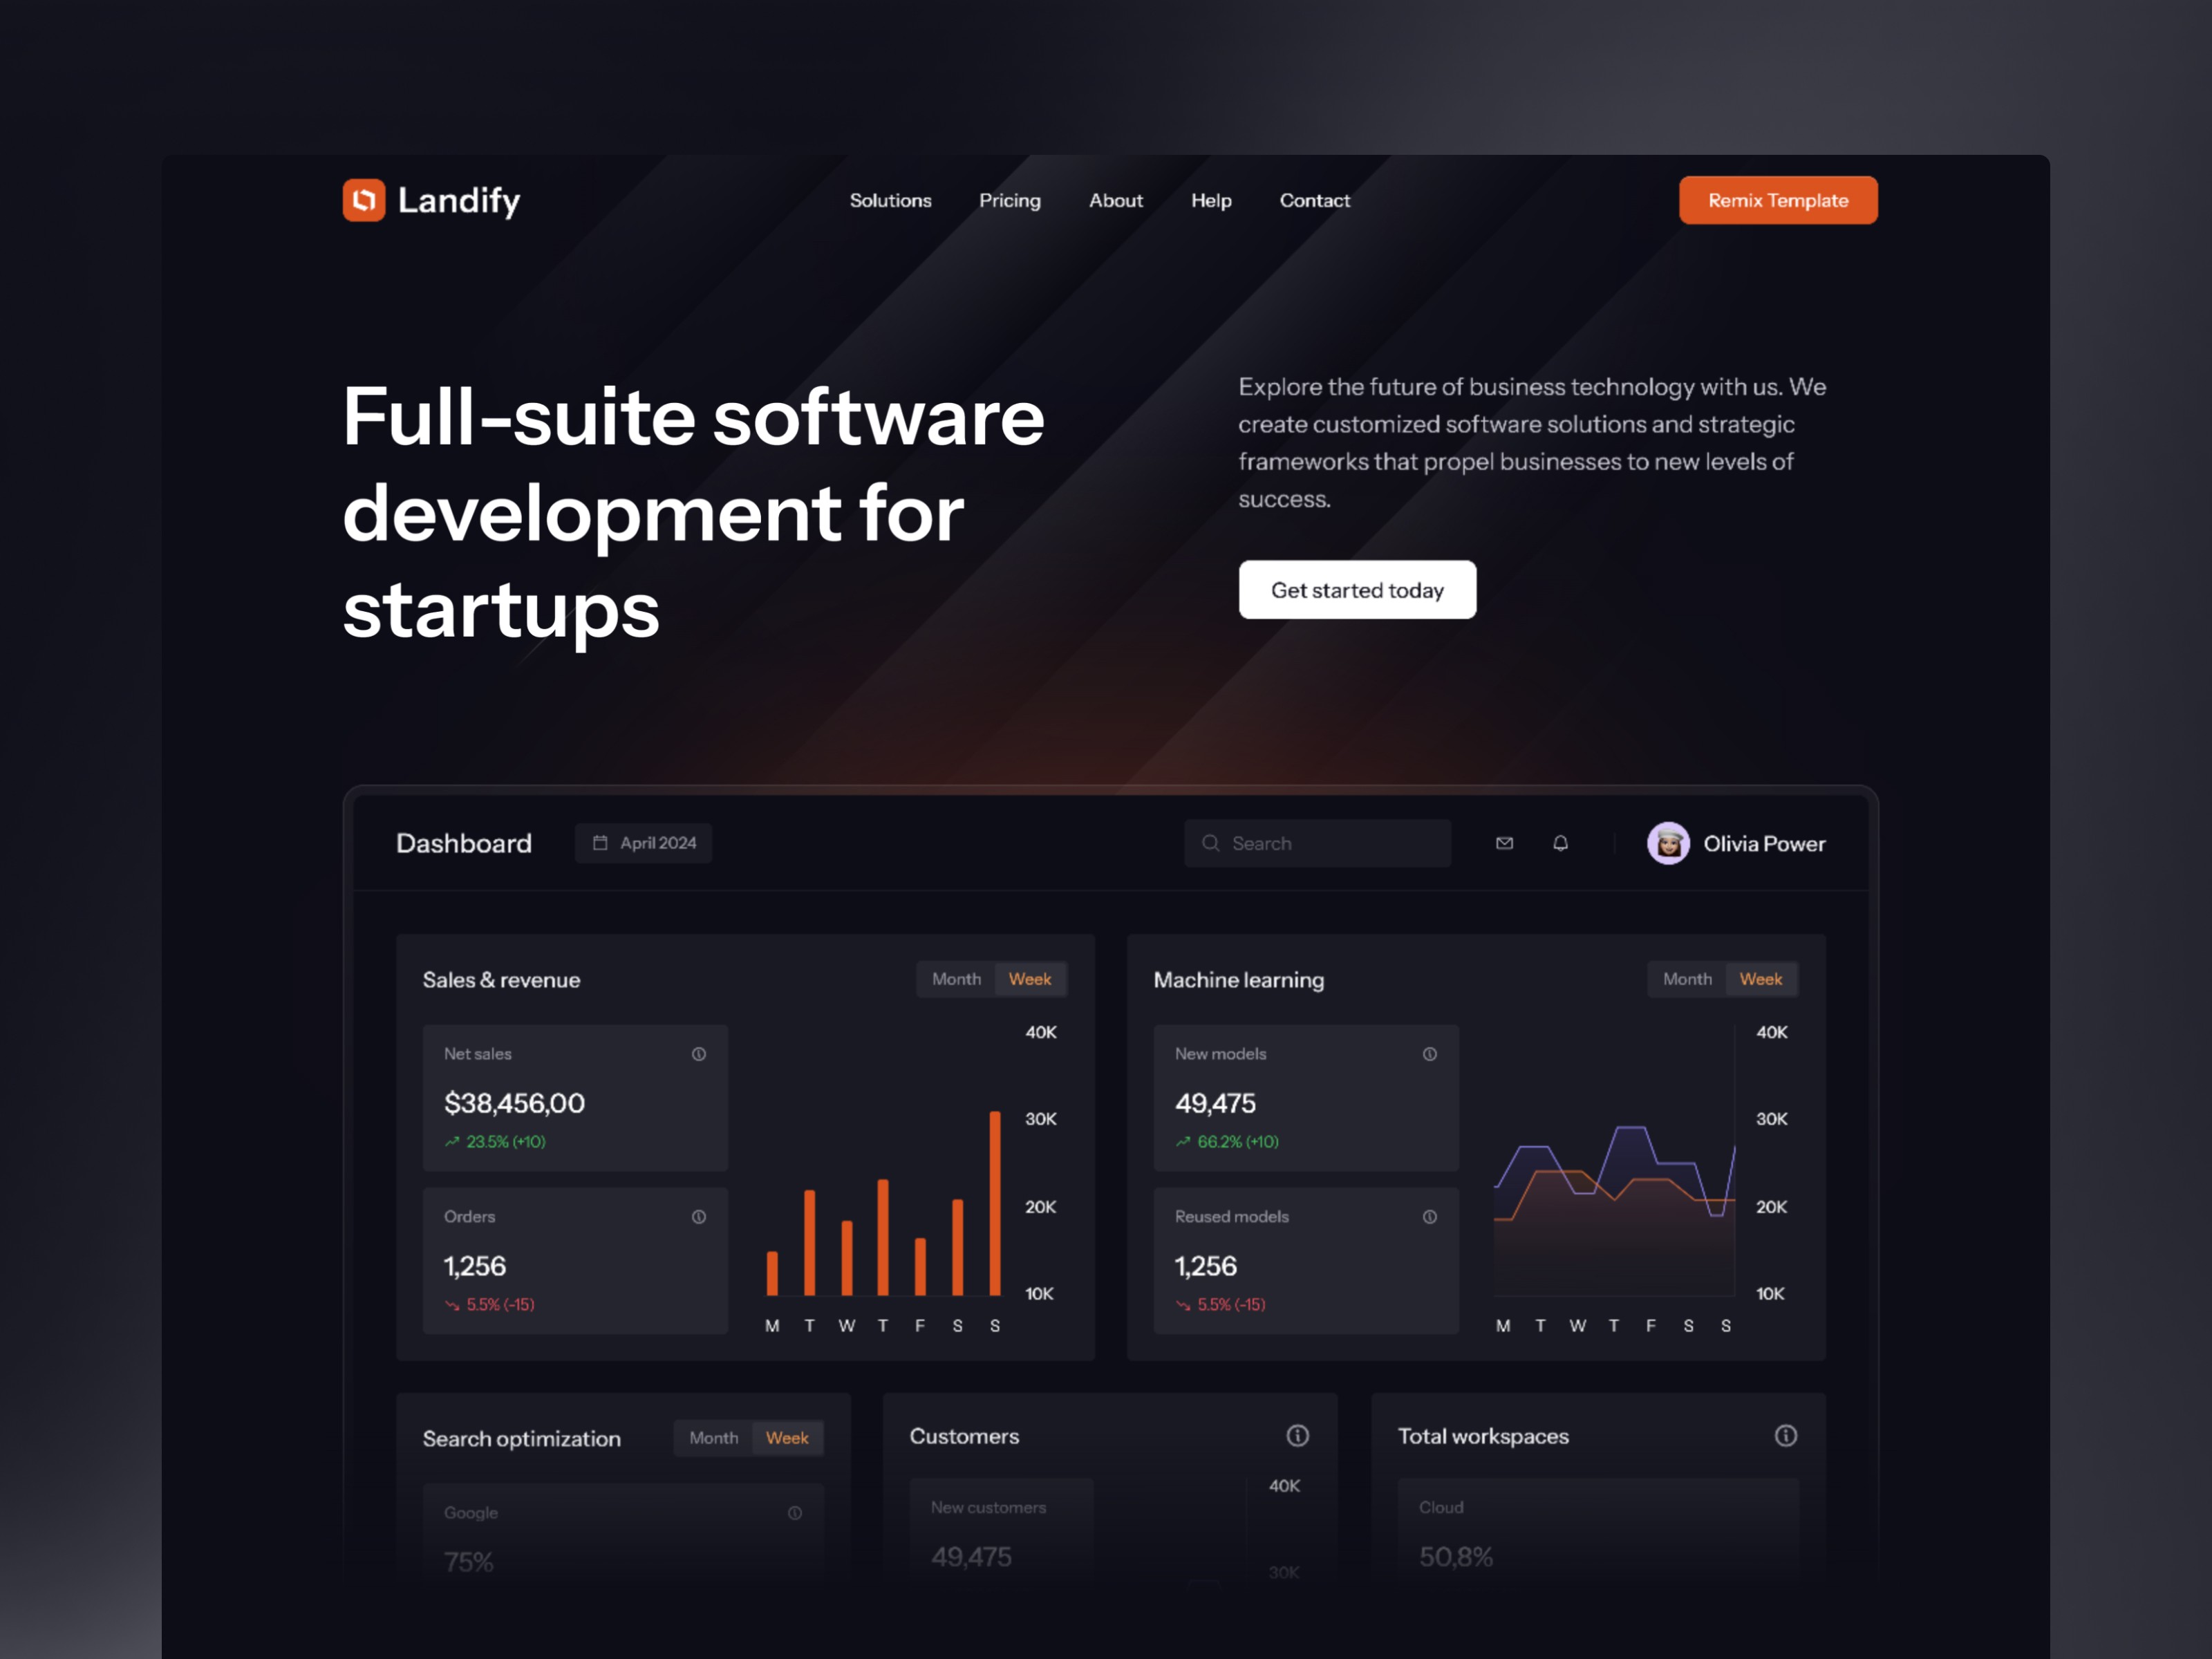 Landify
Solutions Pricing About Help Contact
Remix Template
Full-suite software
development for
startups
Explore the future of business technology with us. We
create customized software solutions and strategic
frameworks that propel businesses to new levels of
success.
Get started today
Dashboard
April 2024
Search
Olivia Power
Sales & revenue
Month Week
Net sales
$38,456,00
23.5% (+10)
Orders
1,256
5.5% (-15)
40K
30K
20K
10K
M T W T F S S
Machine learning
Month Week
New models
49,475
66.2% (+10)
Reused models
1,256
5.5% (-15)
40K
30K
20K
10K
M T W T F S S
Search optimization
Month Week
Google
75%
Customers
New customers
49,475
40K
30K
Total workspaces
Cloud
50,8%